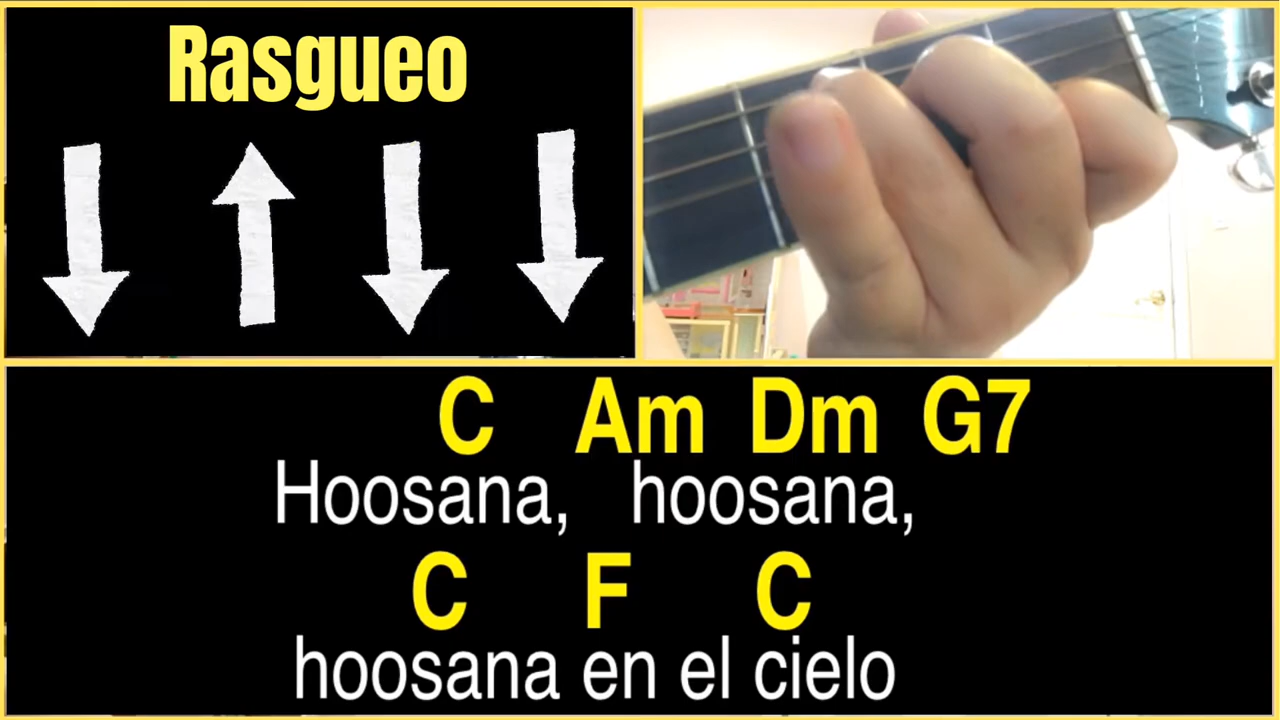 Rasgueo
C Am Dm G7
Hoosana, hoosana,
C F C
hoosana en el cielo